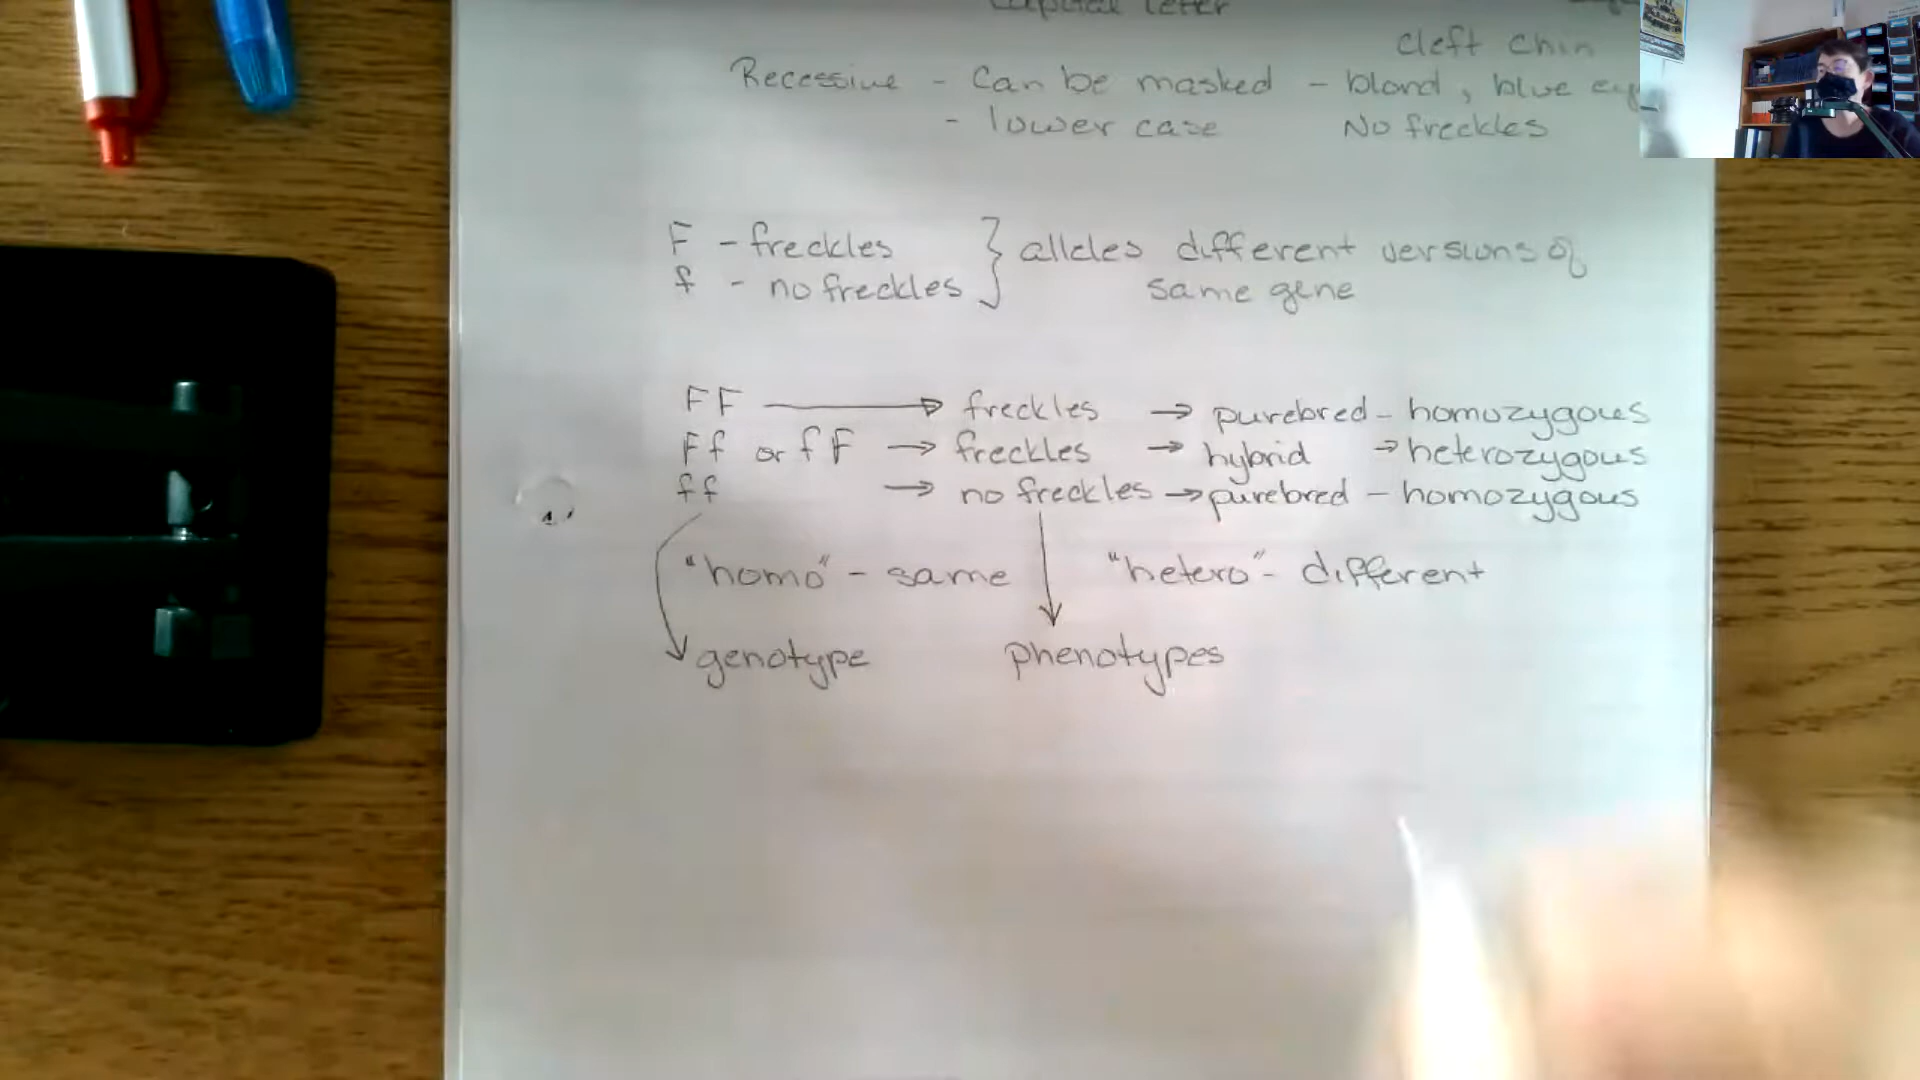 Capital letter
cleft chin
Recessive - Can be masked - blond, blue
- lower case No freckles
F - freckles } alleles different versions of
f - no freckles same gene
FF → freckles → purebred - homozygous
Ff or fF → freckles → hybrid → heterozygous
ff → no freckles → purebred - homozygous
"homo" - same "hetero" - different
genotype phenotypes